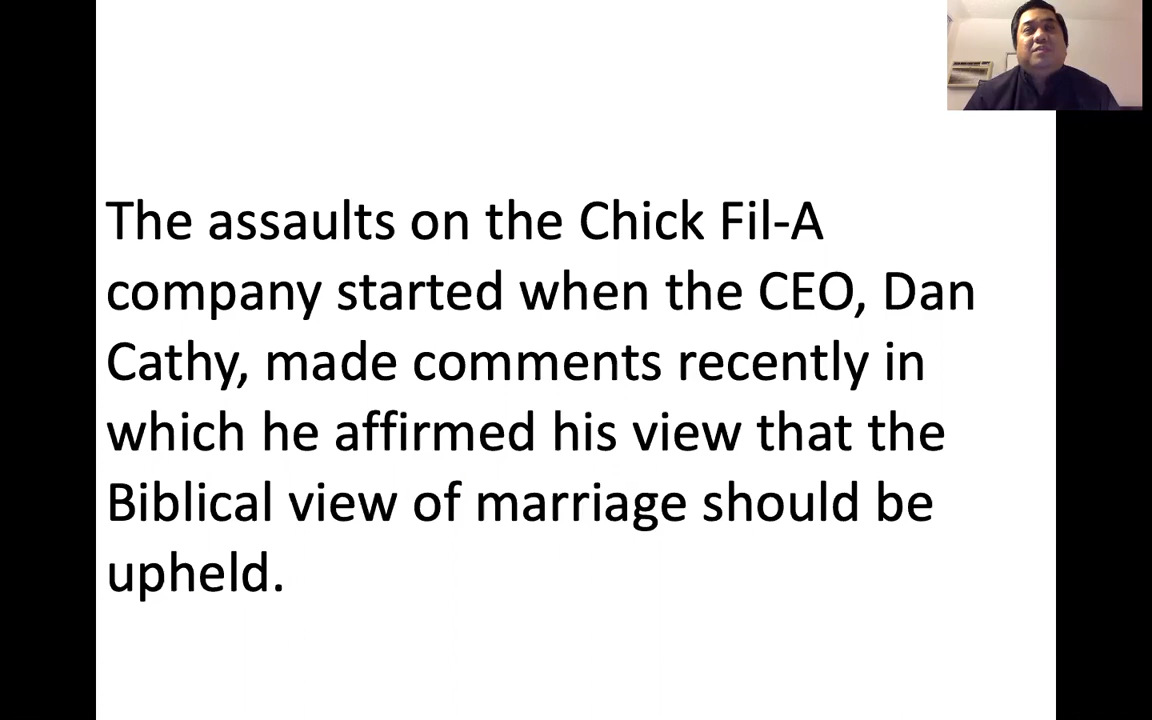 The assaults on the Chick Fil-A
company started when the CEO, Dan
Cathy, made comments recently in
which he affirmed his view that the
Biblical view of marriage should be
upheld.